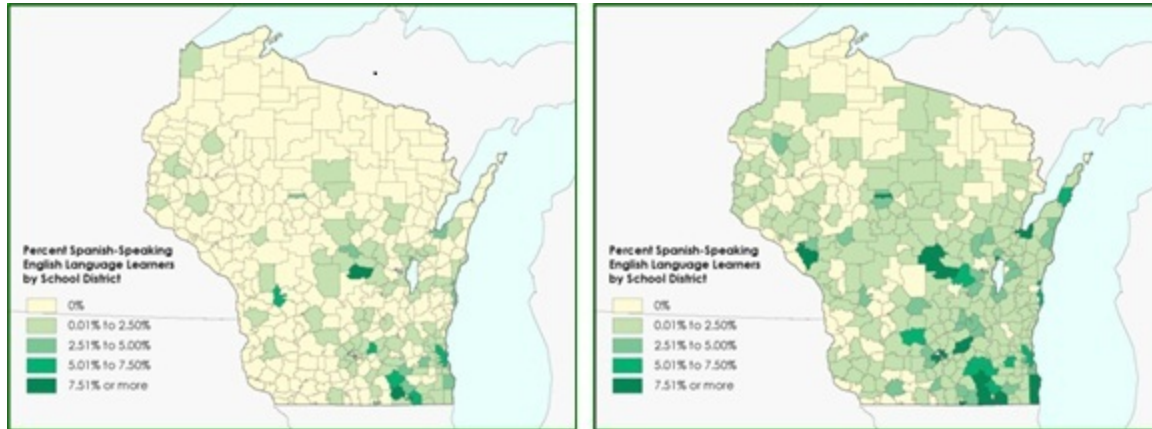 Percent Spanish-Speaking
English Language Learners
by School District
0%
0.01% to 2.50%
2.51% to 5.00%
5.01% to 7.50%
7.51% or more
Percent Spanish-Speaking
English Language Learners
by School District
0%
0.01% to 2.50%
2.51% to 5.00%
5.01% to 7.50%
7.51% or more